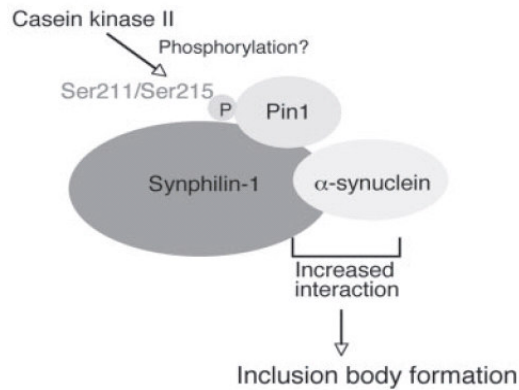 Casein kinase II
Phosphorylation?
Ser211/Ser215
P
Pin1
Synphilin-1
α-synuclein
Increased
interaction
Inclusion body formation